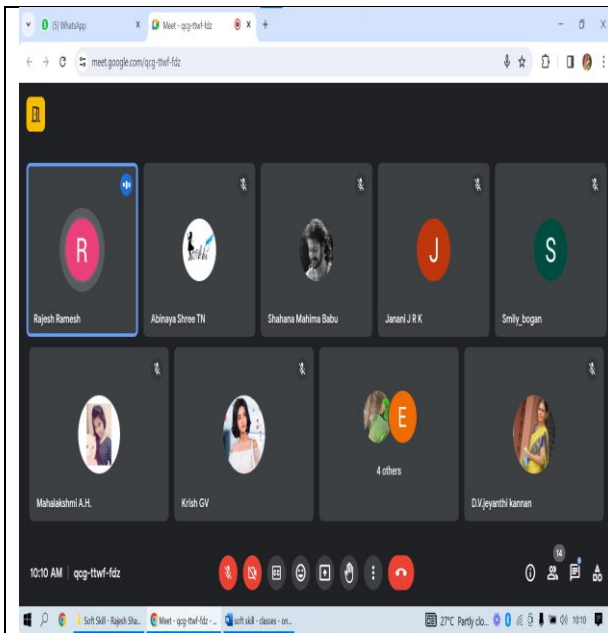 (5) WhatsApp
Meet - qcg-ttwf-fdz
meet.google.com/qcg-ttwf-fdz
R
J
S
Rajesh Ramesh
Abinaya Shree TN
Shahana Mahima Babu
Janani J R K
Smily_bogan
E
4 others
Mahalakshmi A.H.
Krish GV
D.V.jeyanthi kannan
10:10 AM | qcg-ttwf-fdz
14
Soft Skill - Rajesh Sha...
Meet - qcg-ttwf-fdz - ...
soft skill - classes - on...
27°C Partly clo...
10:10